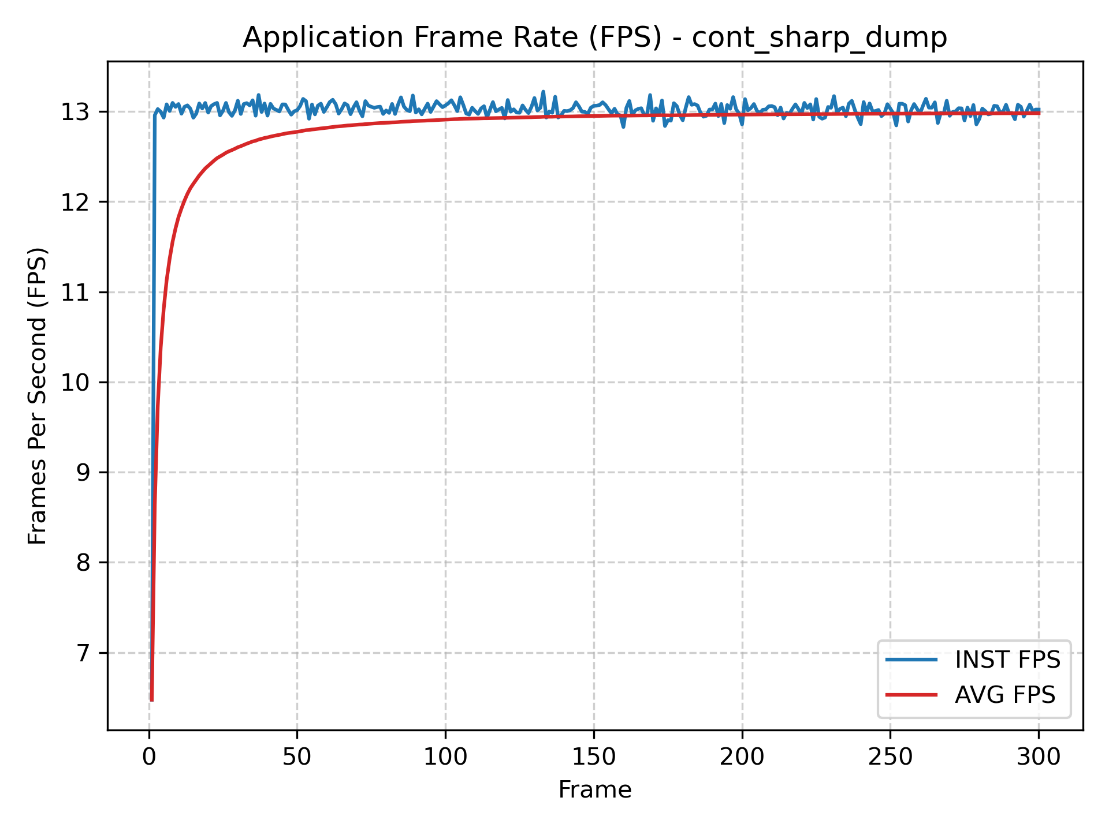 Application Frame Rate (FPS) - cont_sharp_dump
Frames Per Second (FPS)
13
12
11
10
9
8
7
INST FPS
AVG FPS
0 50 100 150 200 250 300
Frame